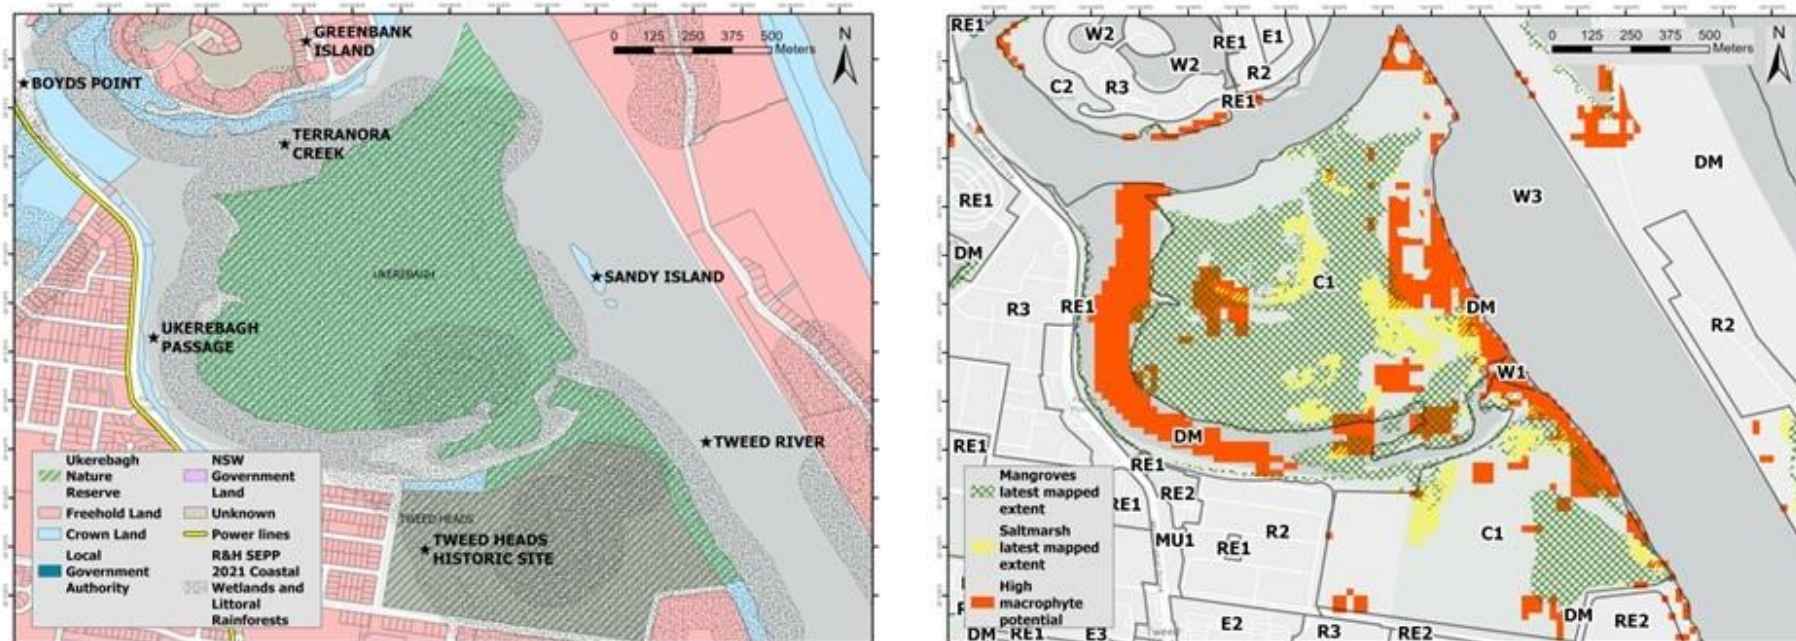 GREENBANK
ISLAND
BOYDS POINT
TERRANORA
CREEK
0 125 250 375 500
Meters
N
UKEREBAGH
SANDY ISLAND
UKEREBAGH
PASSAGE
TWEED RIVER
TWEED HEADS
TWEED HEADS
HISTORIC SITE
Ukerebagh
Nature
Reserve
Freehold Land
Crown Land
Local
Government
Authority
NSW
Government
Land
Unknown
Power lines
R&H SEPP
2021 Coastal
Wetlands and
Littoral
Rainforests
RE1
W2
RE1
E1
W2
R2
C2
R3
RE1
0 125 250 375 500
Meters
N
DM
RE1
W3
DM
C1
R3
RE1
DM
R2
W1
DM
RE1
RE1
RE2
RE1
MU1
R2
RE1
C1
Mangroves
latest mapped
extent
Saltmarsh
latest mapped
extent
High
macrophyte
potential
DM
RE2
DM
RE1
E3
E2
R3
RE2